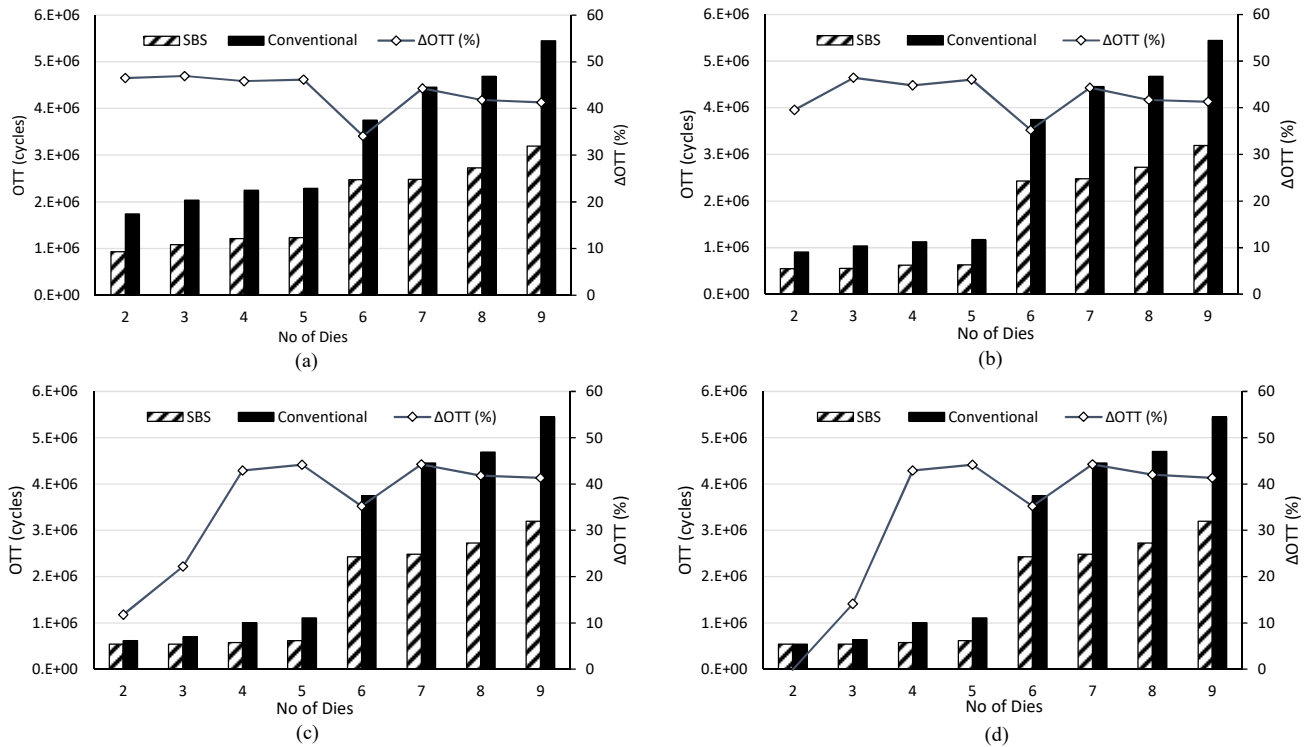 SBS Conventional ΔOTT (%)
OTT (cycles)
6.E+06
5.E+06
4.E+06
3.E+06
2.E+06
1.E+06
0.E+00
60
50
40
30
20
10
0
ΔOTT (%)
2 3 4 5 6 7 8 9
No of Dies
(a)
SBS Conventional ΔOTT (%)
OTT (cycles)
6.E+06
5.E+06
4.E+06
3.E+06
2.E+06
1.E+06
0.E+00
60
50
40
30
20
10
0
ΔOTT (%)
2 3 4 5 6 7 8 9
No of Dies
(b)
SBS Conventional ΔOTT (%)
OTT (cycles)
6.E+06
5.E+06
4.E+06
3.E+06
2.E+06
1.E+06
0.E+00
60
50
40
30
20
10
0
ΔOTT (%)
2 3 4 5 6 7 8 9
No of Dies
(c)
SBS Conventional ΔOTT (%)
OTT (cycles)
6.E+06
5.E+06
4.E+06
3.E+06
2.E+06
1.E+06
0.E+00
60
50
40
30
20
10
0
ΔOTT (%)
2 3 4 5 6 7 8 9
No of Dies
(d)